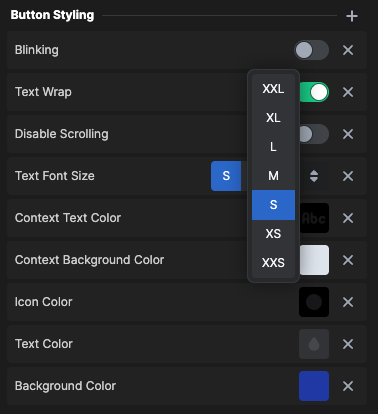 Button Styling
Blinking
Text Wrap
Disable Scrolling
Text Font Size S
XXL
XL
L
M
S
XS
XXS
Context Text Color Abc
Context Background Color
Icon Color
Text Color
Background Color